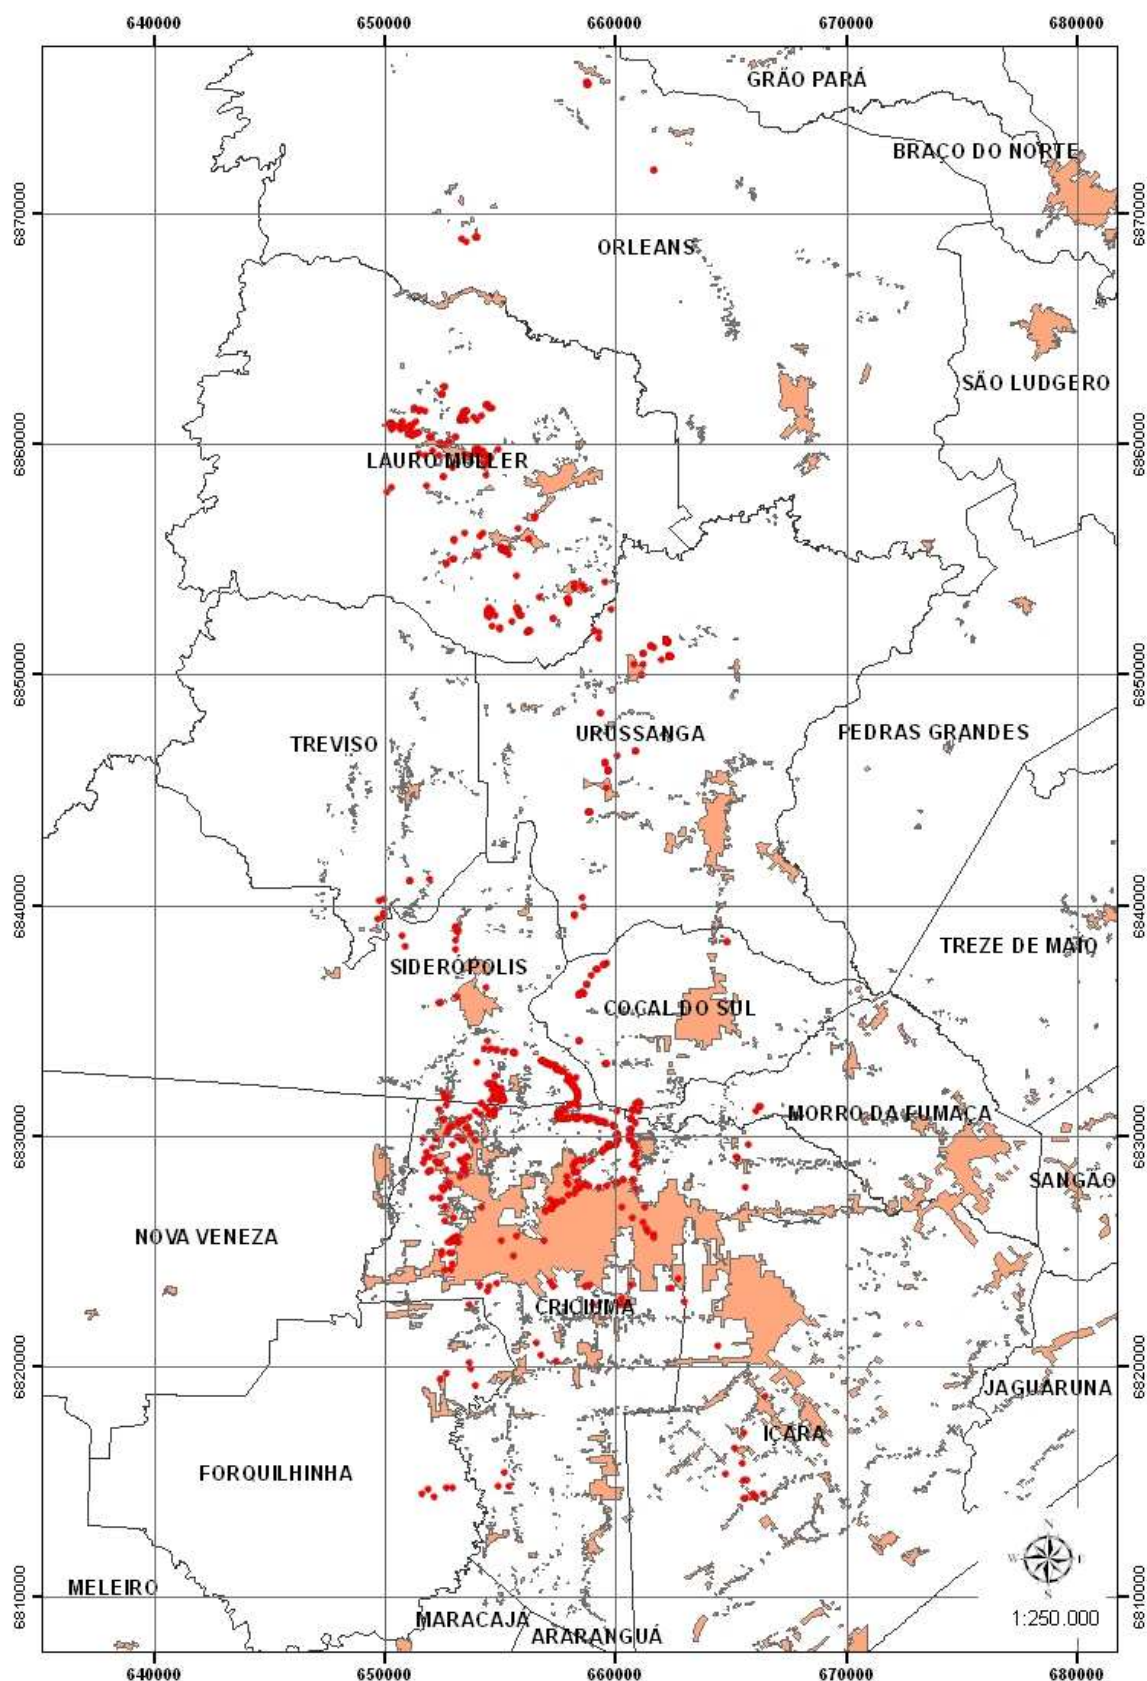 640000 650000 660000 670000 680000
GRÃO PARÁ
BRACO DO NORTE
6870000 6870000
ORLEANS
SÃO LUDGERO
6860000 6860000
LAURO MULLER
6850000 6850000
URUSSANGA
PEDRAS GRANDES
TREVISO
6840000 6840000
TREZE DE MAIO
SIDEROPOLIS
COCAL DO SUL
MORRO DA FUMAÇA
6830000 6830000
SANGÃO
NOVA VENEZA
CRICIUMA
6820000 6820000
JAGUARUNA
IÇARA
FORQUILHINHA
N
W E
S
MELEIRO
6810000 6810000
MARACAJÁ
1:250.000
ARARANGUÁ
640000 650000 660000 670000 680000